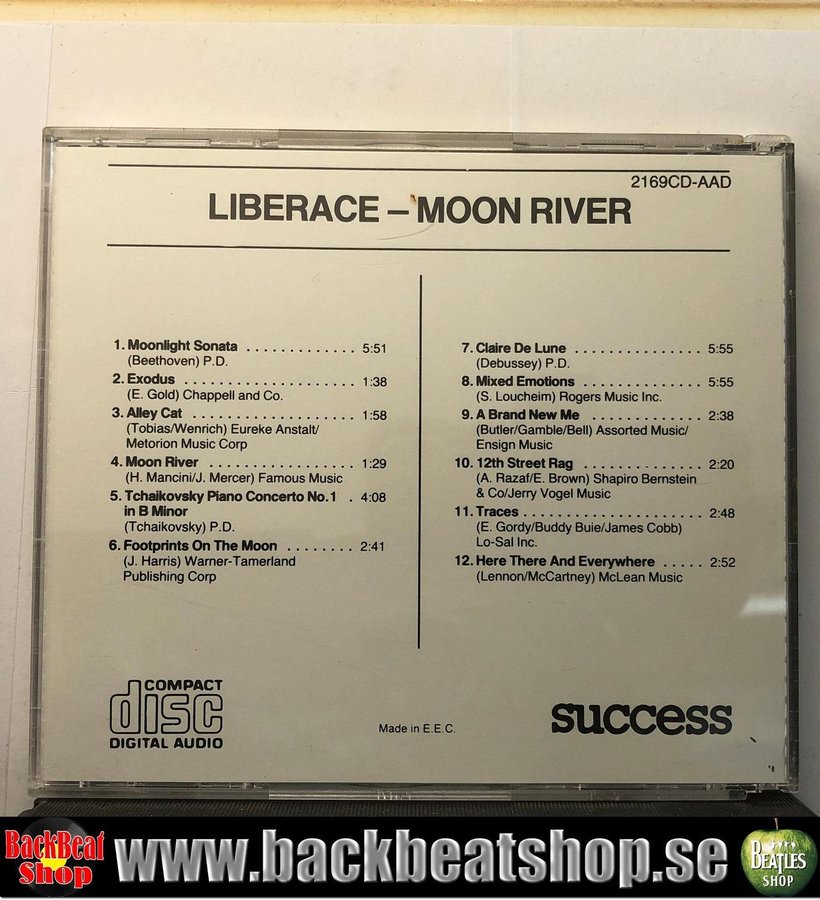 2169CD-AAD
LIBERACE – MOON RIVER
1. Moonlight Sonata . . . . . . . . . . . . 5:51
(Beethoven) P.D.
2. Exodus . . . . . . . . . . . . . . . . . . 1:38
(E. Gold) Chappell and Co.
3. Alley Cat . . . . . . . . . . . . . . . . . 1:58
(Tobias/Wenrich) Eureke Anstalt/
Metorion Music Corp
4. Moon River . . . . . . . . . . . . . . . . 1:29
(H. Mancini/J. Mercer) Famous Music
5. Tchaikovsky Piano Concerto No.1 . 4:08
in B Minor
(Tchaikovsky) P.D.
6. Footprints On The Moon . . . . . . . . 2:41
(J. Harris) Warner-Tamerland
Publishing Corp
7. Claire De Lune . . . . . . . . . . . . . . . 5:55
(Debussey) P.D.
8. Mixed Emotions . . . . . . . . . . . . . . 5:55
(S. Loucheim) Rogers Music Inc.
9. A Brand New Me . . . . . . . . . . . . . 2:38
(Butler/Gamble/Bell) Assorted Music/
Ensign Music
10. 12th Street Rag . . . . . . . . . . . . . . 2:20
(A. Razaf/E. Brown) Shapiro Bernstein
& Co/Jerry Vogel Music
11. Traces . . . . . . . . . . . . . . . . . . . . . 2:48
(E. Gordy/Buddy Buie/James Cobb)
Lo-Sal Inc.
12. Here There And Everywhere . . . . . 2:52
(Lennon/McCartney) McLean Music
COMPACT
disc
DIGITAL AUDIO
Made in E.E.C.
success
BackBeat
Shop
www.backbeatshop.se
BEATLES
SHOP